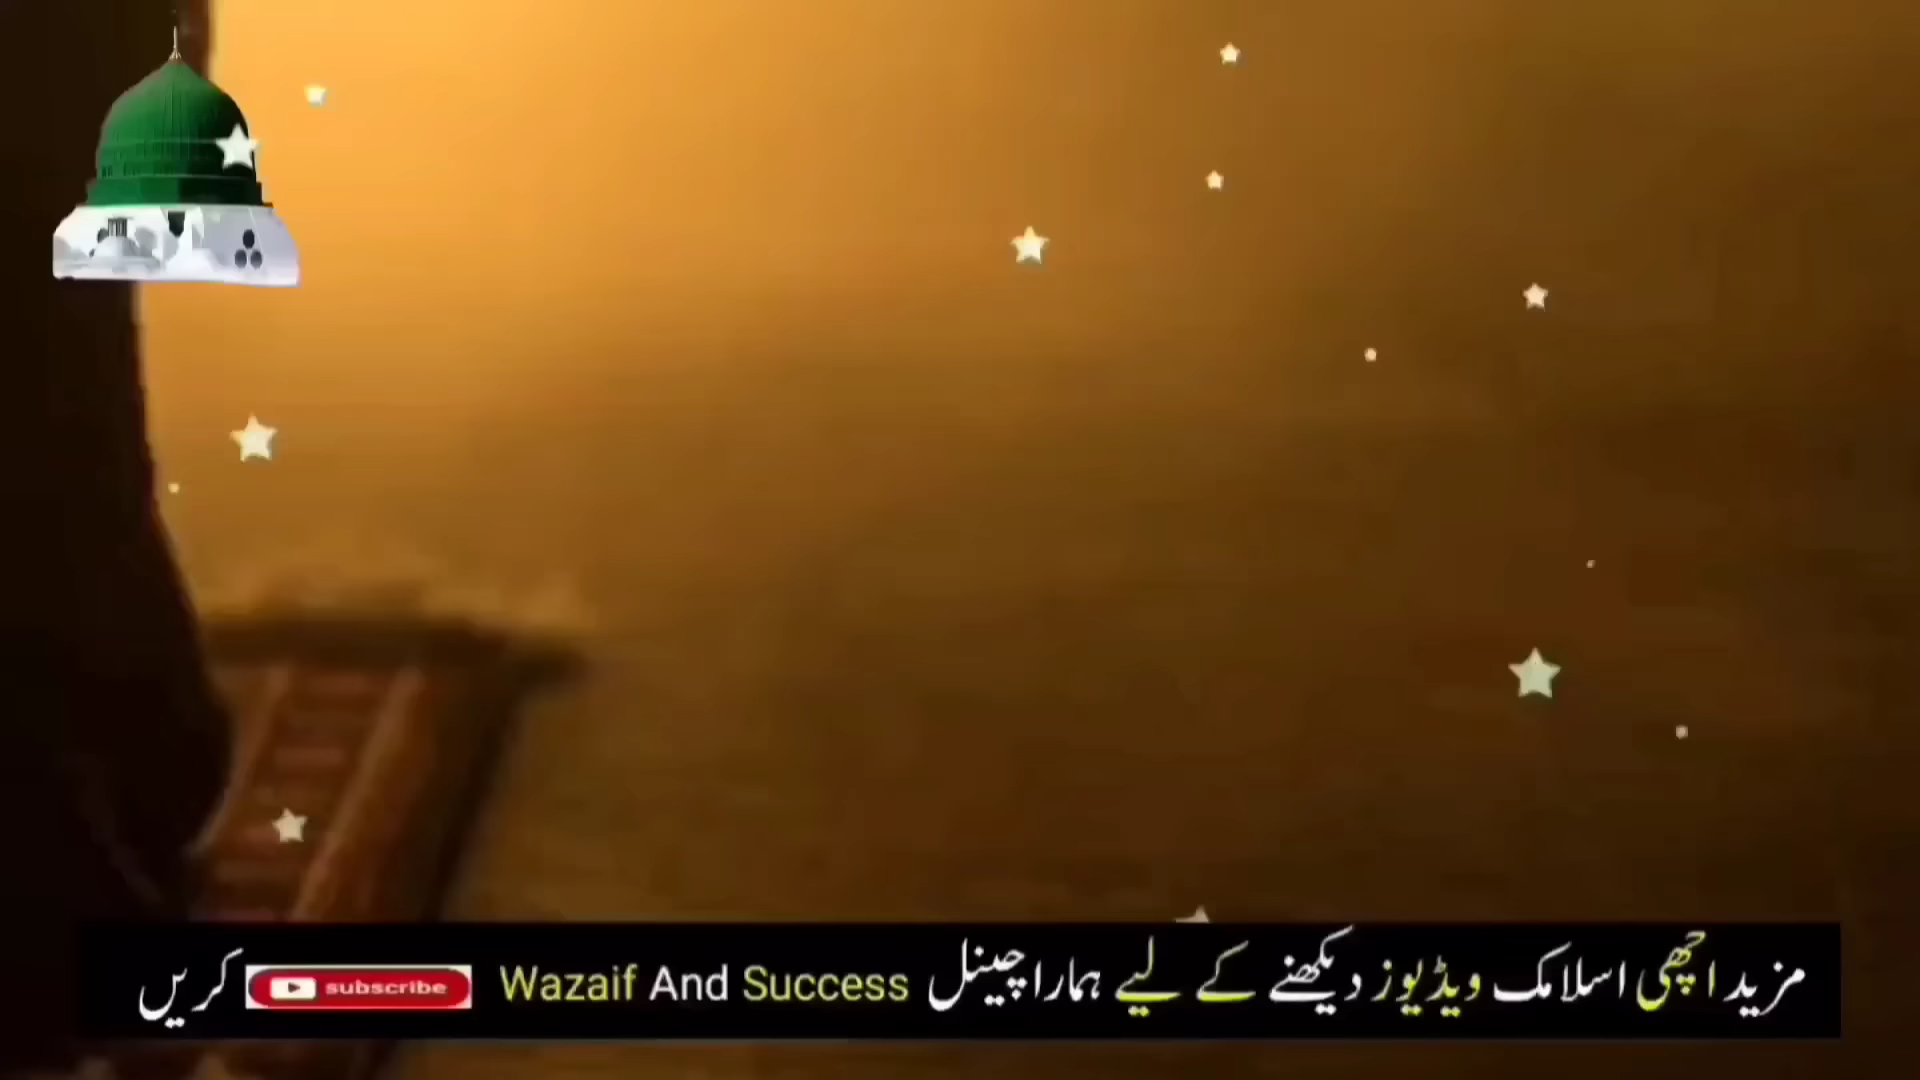 مزید اچھی اسلامک ویڈیوز دیکھنے کے لیے ہمارا چینل Wazaif And Success subscribe کریں